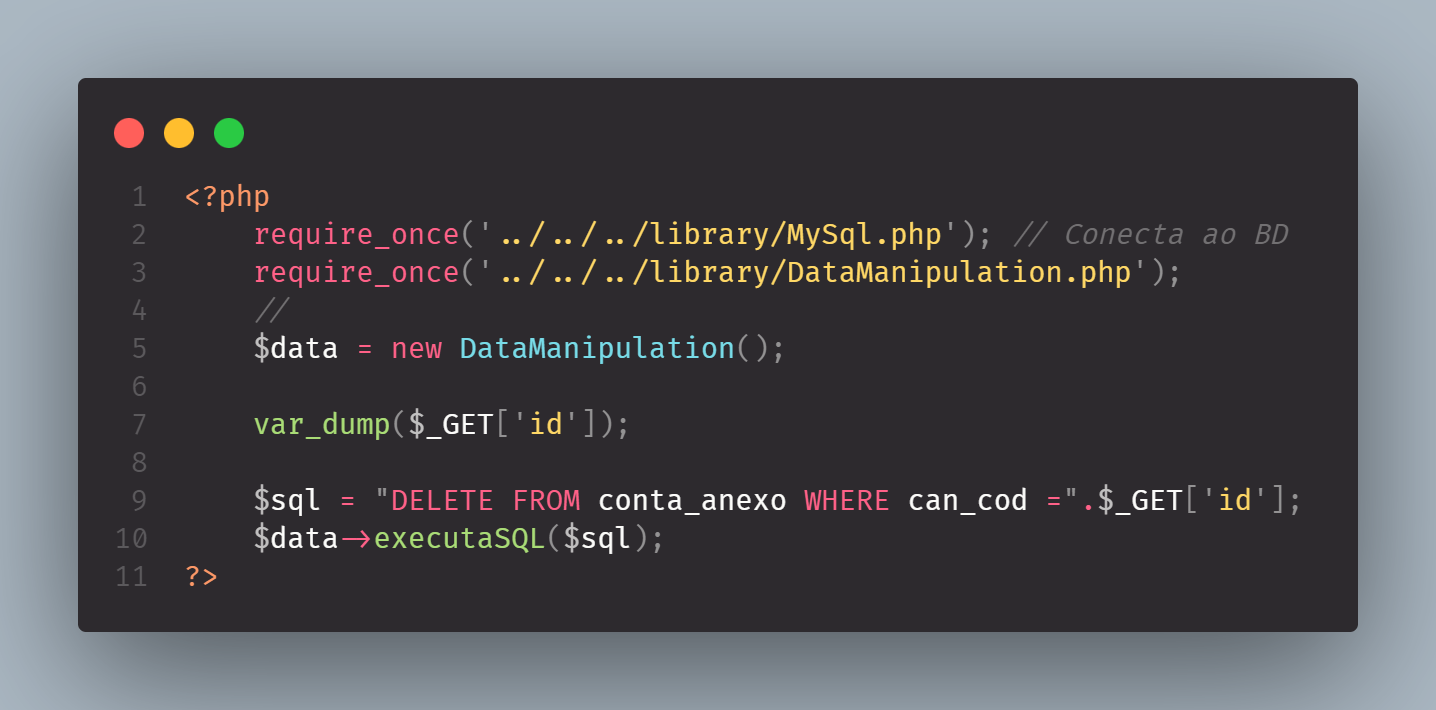 1 <?php
2 require_once('../../../library/MySql.php'); // Conecta ao BD
3 require_once('../../../library/DataManipulation.php');
4 //
5 $data = new DataManipulation();
6
7 var_dump($_GET['id']);
8
9 $sql = "DELETE FROM conta_anexo WHERE can_cod =".$_GET['id'];
10 $data->executaSQL($sql);
11 ?>